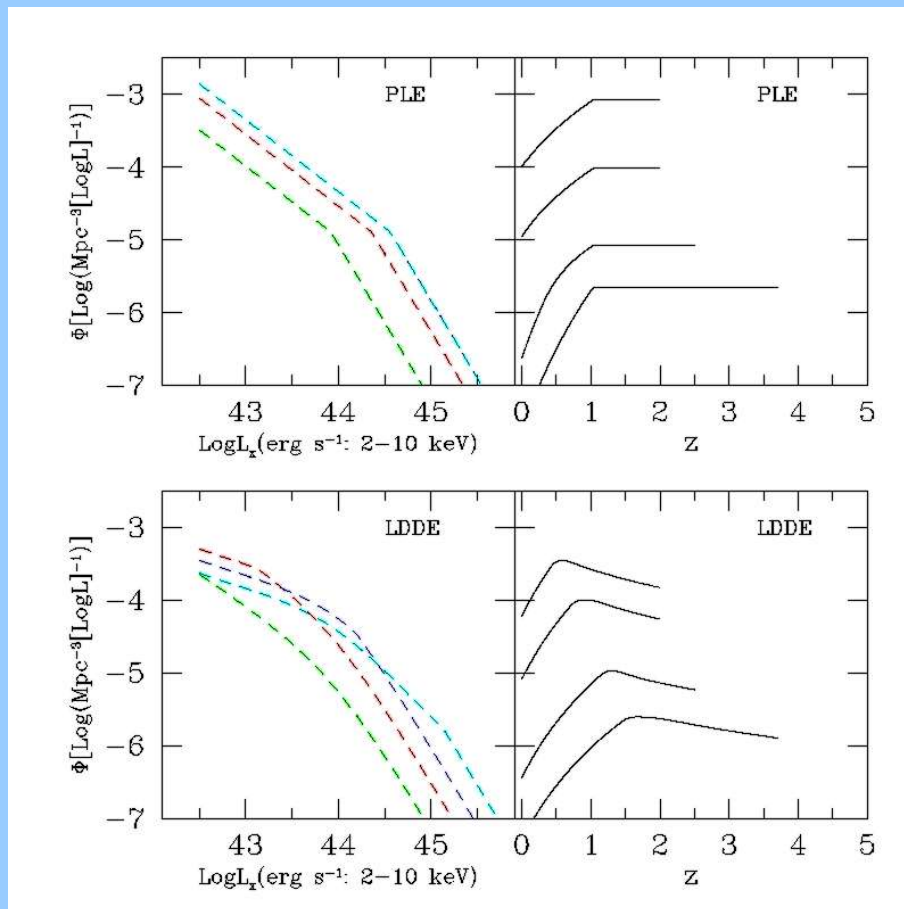 PLE
PLE
-3
-4
-5
-6
-7
Φ[Log(Mpc⁻³[LogL]⁻¹)]
43 44 45
0 1 2 3 4 5
LogLₓ(erg s⁻¹: 2-10 keV)
z
LDDE
LDDE
-3
-4
-5
-6
-7
Φ[Log(Mpc⁻³[LogL]⁻¹)]
43 44 45
0 1 2 3 4 5
LogLₓ(erg s⁻¹: 2-10 keV)
z